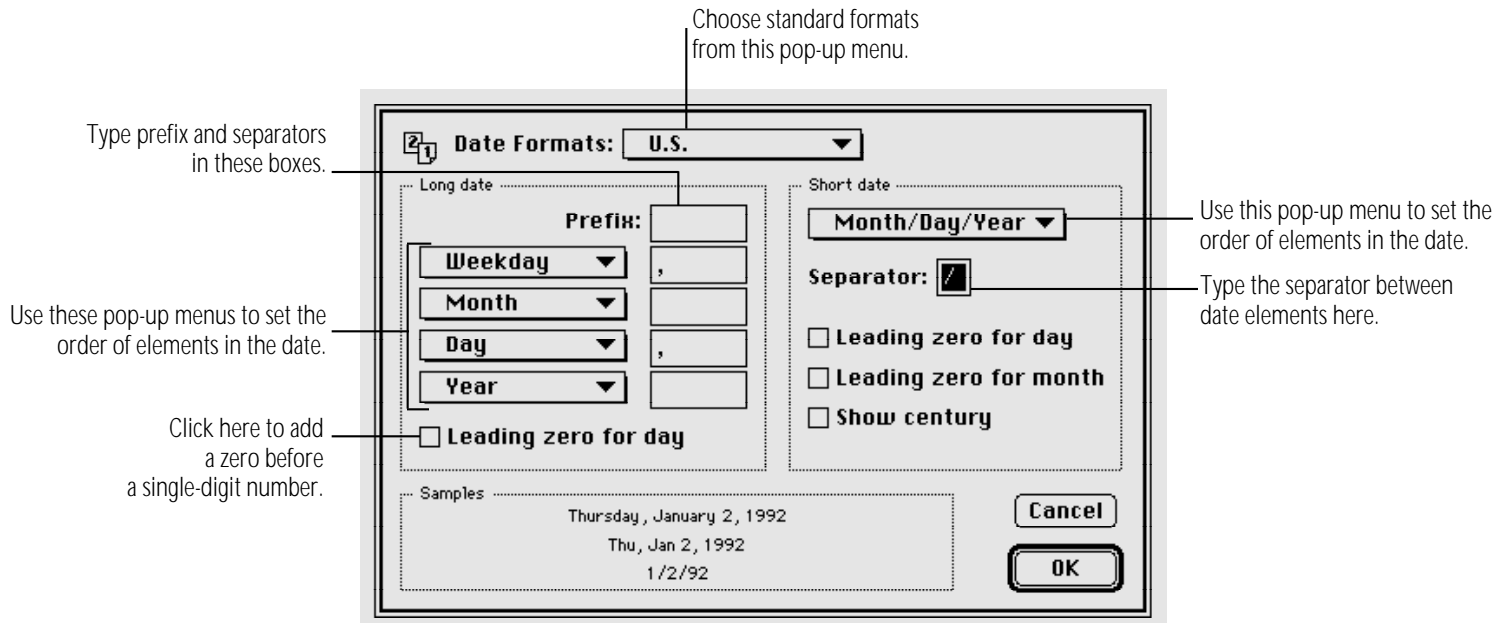 Choose standard formats
from this pop-up menu.
Type prefix and separators
in these boxes.
Date Formats: U.S.
Long date
Prefix:
Weekday ,
Month
Day ,
Year
Leading zero for day
Use these pop-up menus to set the
order of elements in the date.
Click here to add
a zero before
a single-digit number.
Short date
Month/Day/Year
Separator: /
Leading zero for day
Leading zero for month
Show century
Use this pop-up menu to set the
order of elements in the date.
Type the separator between
date elements here.
Samples
Thursday, January 2, 1992
Thu, Jan 2, 1992
1/2/92
Cancel
OK
2
1